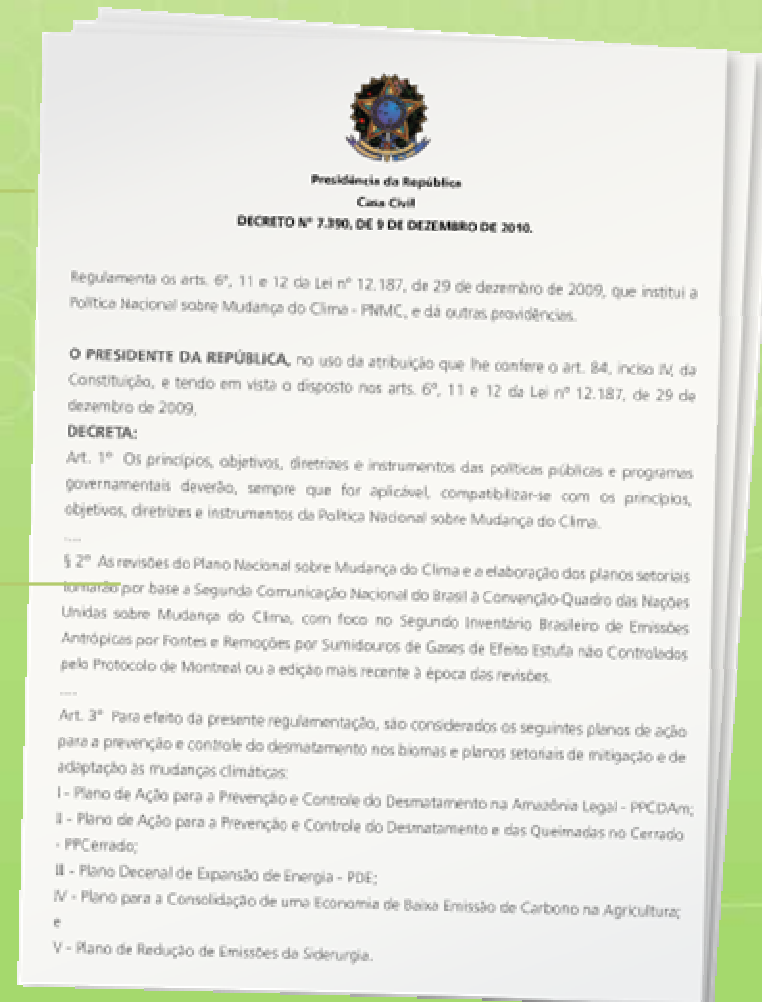 Presidência da República
Casa Civil
DECRETO Nº 7.390, DE 9 DE DEZEMBRO DE 2010.
Regulamenta os arts. 6º, 11 e 12 da Lei nº 12.187, de 29 de dezembro de 2009, que institui a
Política Nacional sobre Mudança do Clima - PNMC, e dá outras providências.
O PRESIDENTE DA REPÚBLICA, no uso da atribuição que lhe confere o art. 84, inciso IV, da
Constituição, e tendo em vista o disposto nos arts. 6º, 11 e 12 da Lei nº 12.187, de 29 de
dezembro de 2009,
DECRETA:
Art. 1º Os princípios, objetivos, diretrizes e instrumentos das políticas públicas e programas
governamentais deverão, sempre que for aplicável, compatibilizar-se com os princípios,
objetivos, diretrizes e instrumentos da Política Nacional sobre Mudança do Clima.
....
§ 2º As revisões do Plano Nacional sobre Mudança do Clima e a elaboração dos planos setoriais
tomarão por base a Segunda Comunicação Nacional do Brasil à Convenção-Quadro das Nações
Unidas sobre Mudança do Clima, com foco no Segundo Inventário Brasileiro de Emissões
Antrópicas por Fontes e Remoções por Sumidouros de Gases de Efeito Estufa não Controlados
pelo Protocolo de Montreal ou a edição mais recente à época das revisões.
....
Art. 3º Para efeito da presente regulamentação, são considerados os seguintes planos de ação
para a prevenção e controle do desmatamento nos biomas e planos setoriais de mitigação e de
adaptação às mudanças climáticas:
I - Plano de Ação para a Prevenção e Controle do Desmatamento na Amazônia Legal - PPCDAm;
II - Plano de Ação para a Prevenção e Controle do Desmatamento e das Queimadas no Cerrado
- PPCerrado;
III - Plano Decenal de Expansão de Energia - PDE;
IV - Plano para a Consolidação de uma Economia de Baixa Emissão de Carbono na Agricultura;
e
V - Plano de Redução de Emissões da Siderurgia.